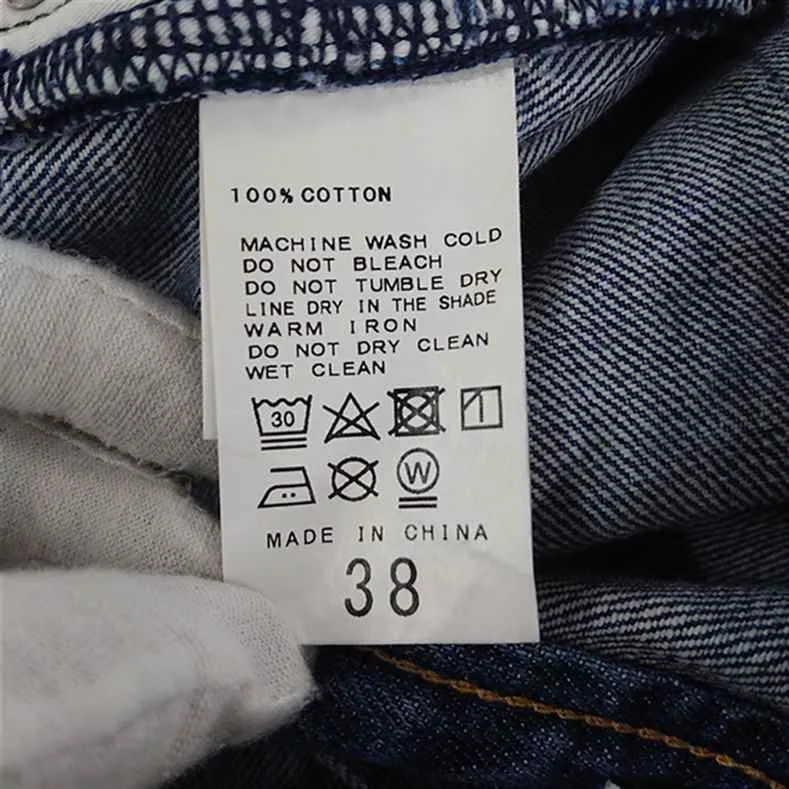 100% COTTON
MACHINE WASH COLD
DO NOT BLEACH
DO NOT TUMBLE DRY
LINE DRY IN THE SHADE
WARM IRON
DO NOT DRY CLEAN
WET CLEAN
30
W
MADE IN CHINA
38